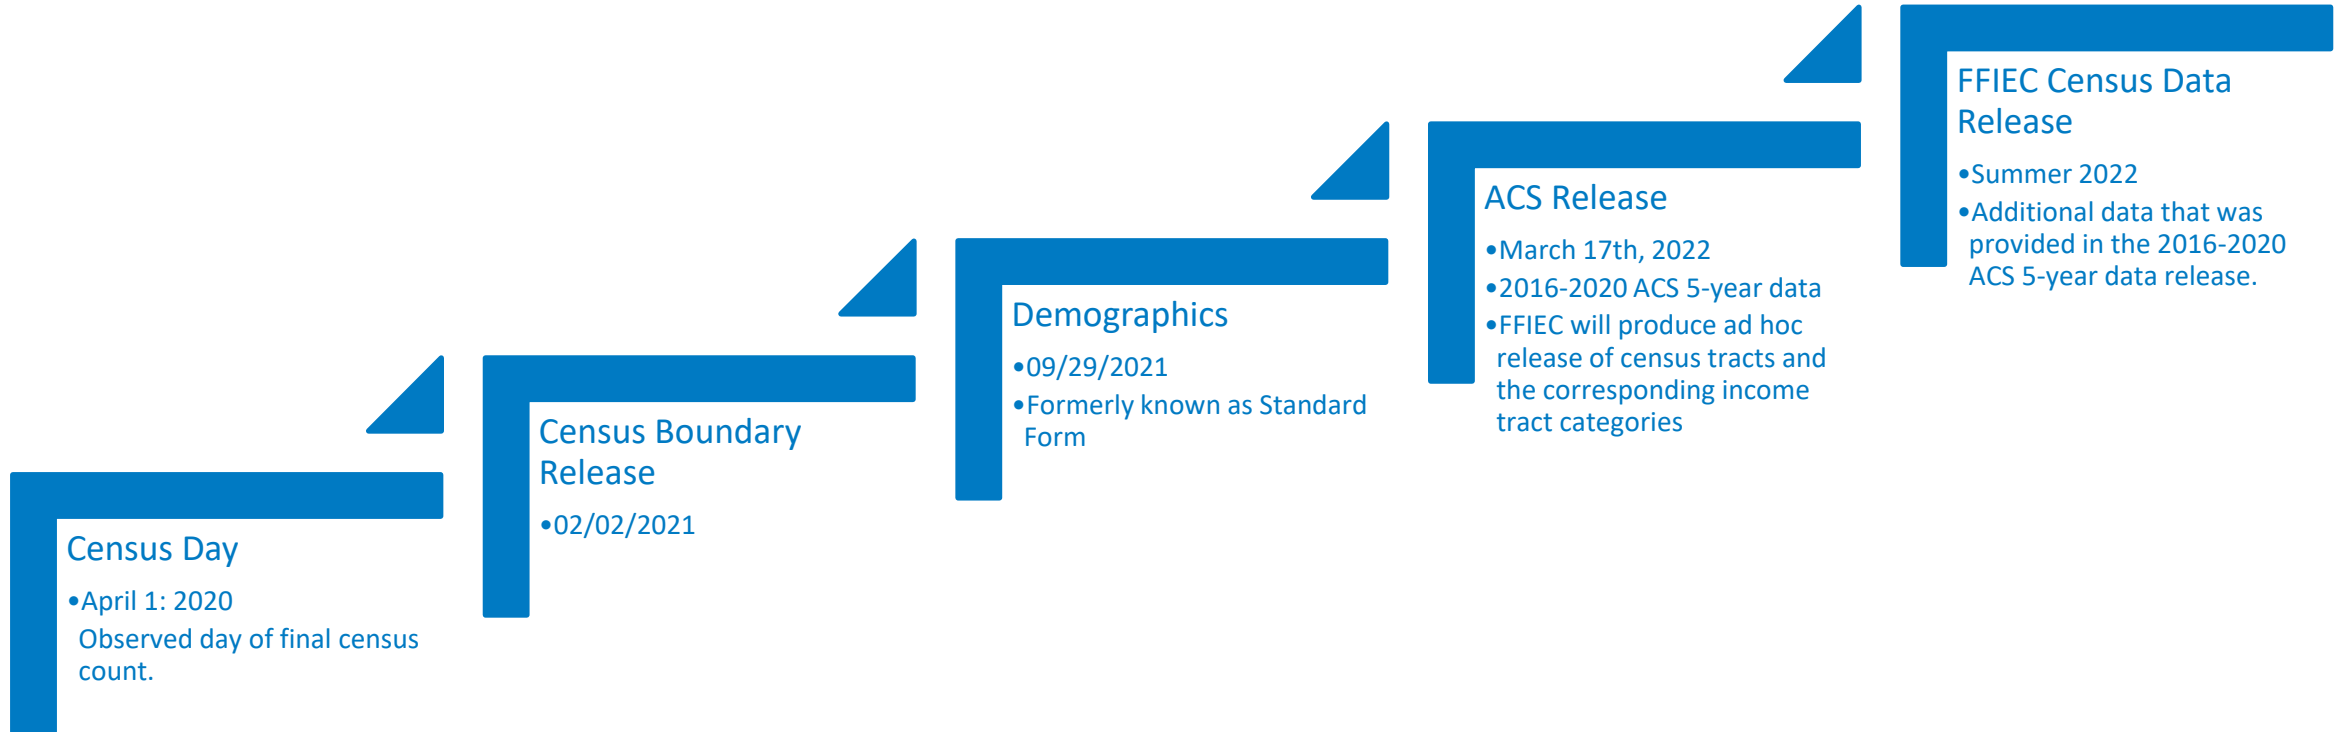 Census Day
•April 1: 2020
Observed day of final census
count.
Census Boundary
Release
•02/02/2021
Demographics
•09/29/2021
•Formerly known as Standard
Form
ACS Release
•March 17th, 2022
•2016-2020 ACS 5-year data
•FFIEC will produce ad hoc
release of census tracts and
the corresponding income
tract categories
FFIEC Census Data
Release
•Summer 2022
•Additional data that was
provided in the 2016-2020
ACS 5-year data release.